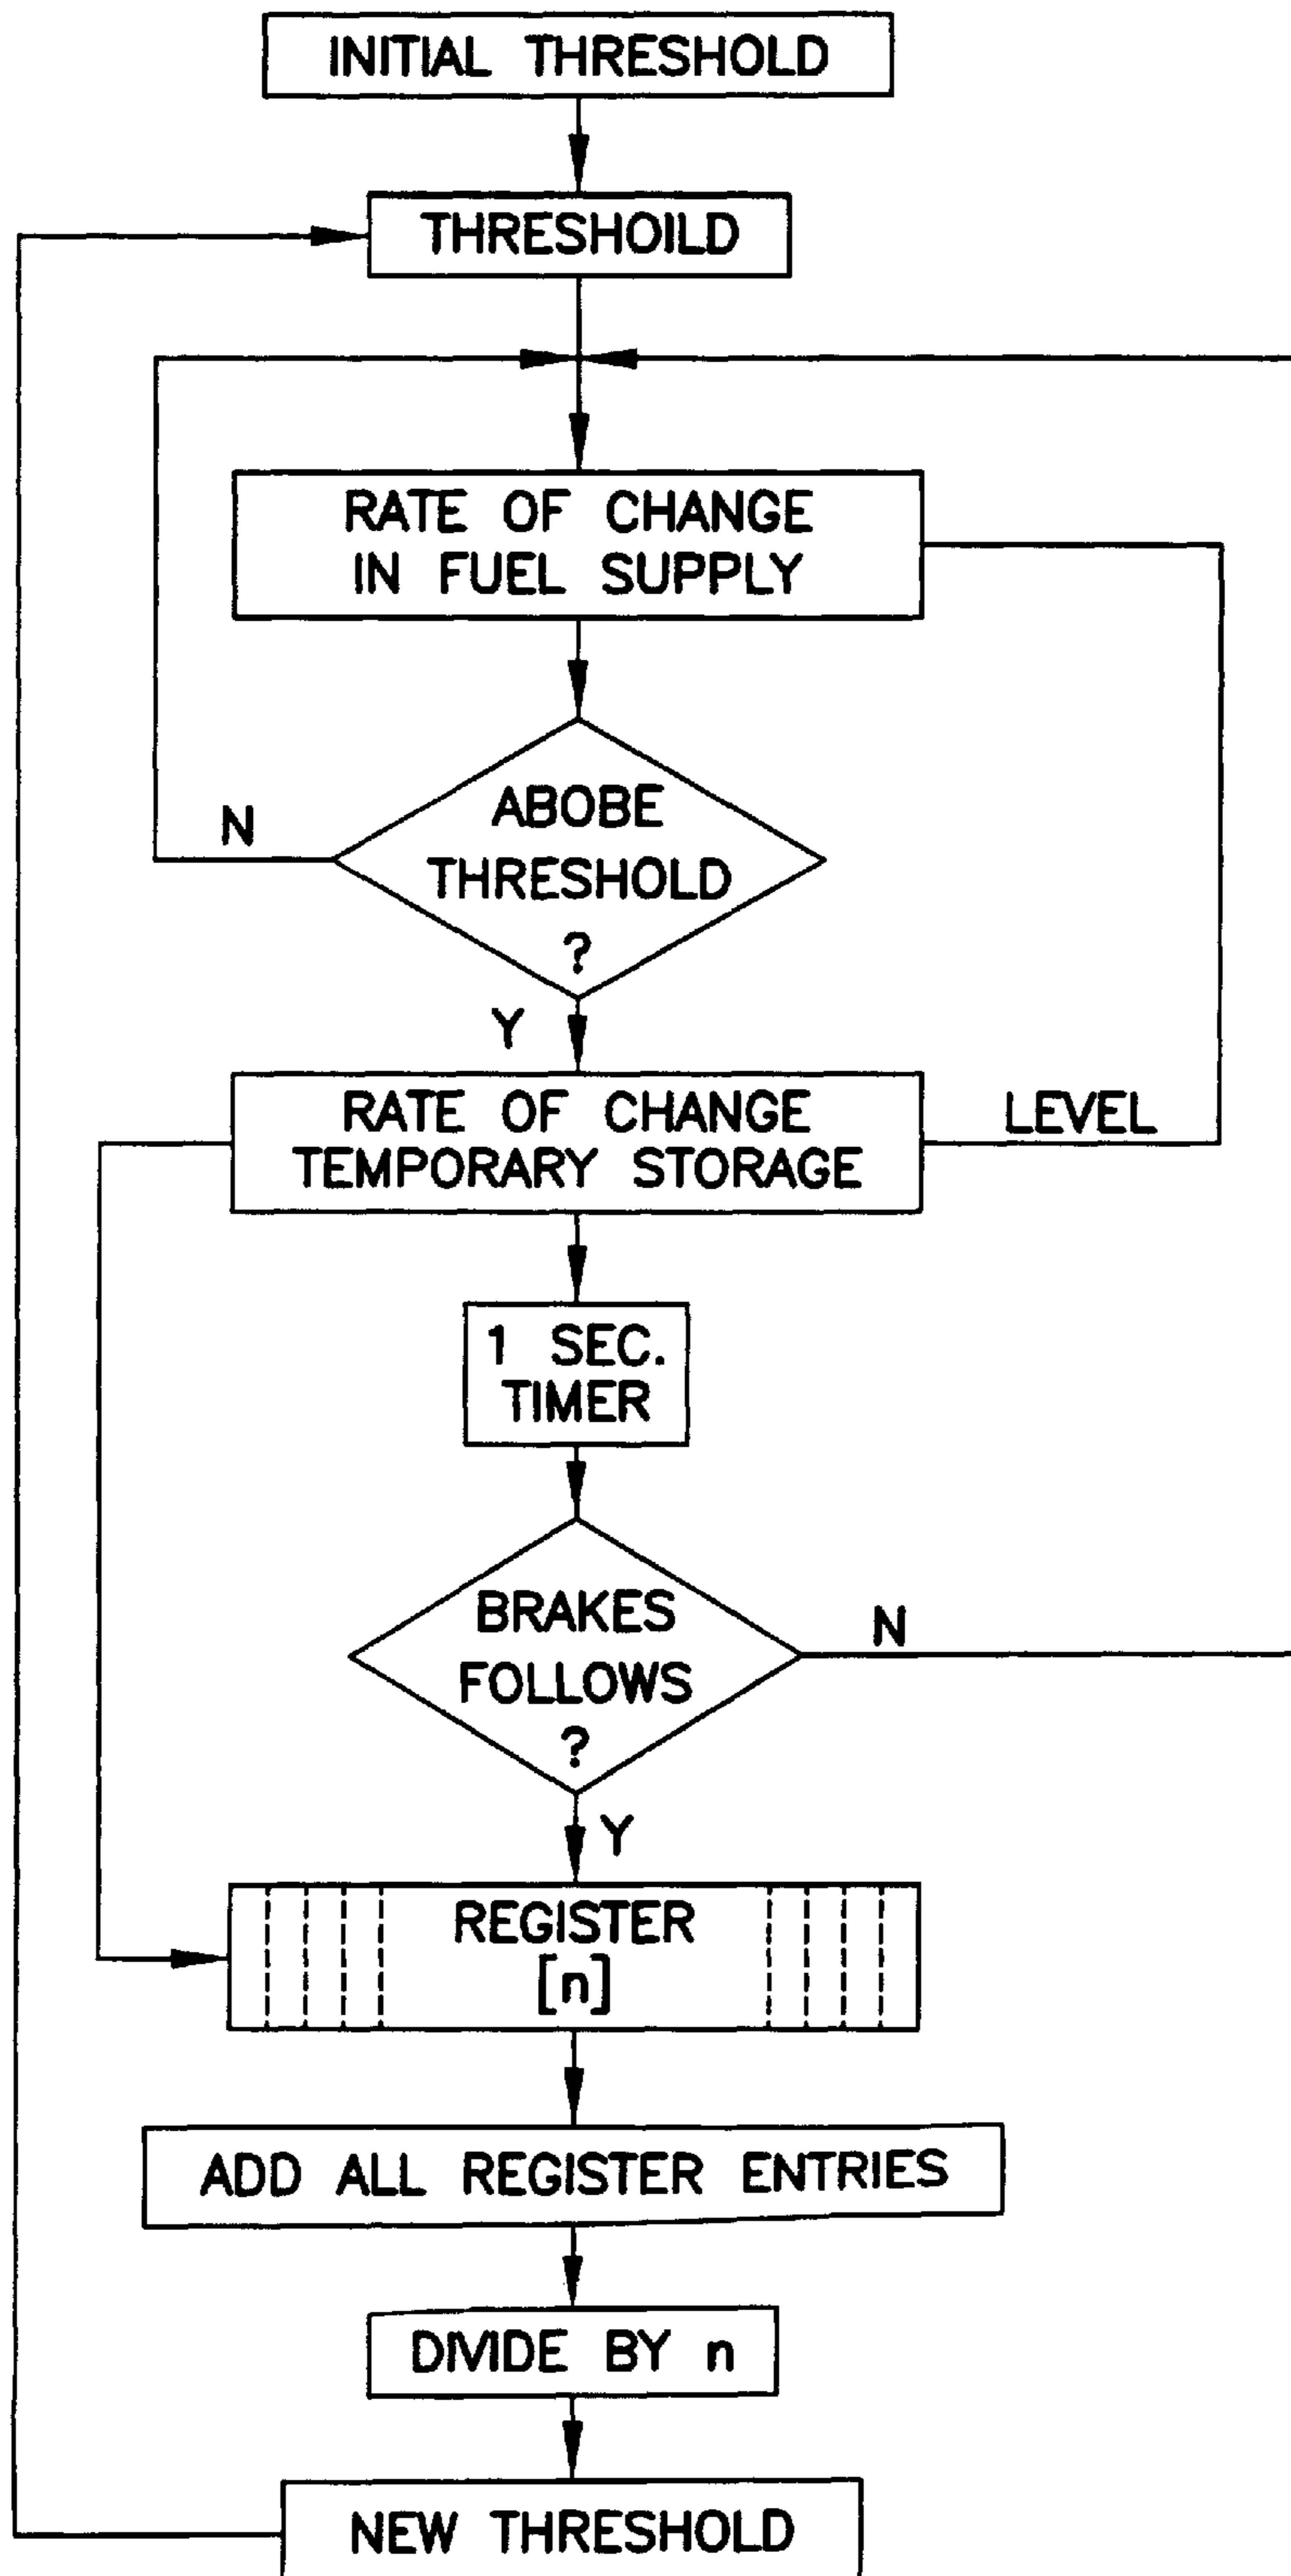 INITIAL THRESHOLD
THRESHOILD
RATE OF CHANGE
IN FUEL SUPPLY
ABOBE
THRESHOLD
?
N
Y
RATE OF CHANGE
TEMPORARY STORAGE
LEVEL
1 SEC.
TIMER
BRAKES
FOLLOWS
?
N
Y
REGISTER
[n]
ADD ALL REGISTER ENTRIES
DIVIDE BY n
NEW THRESHOLD